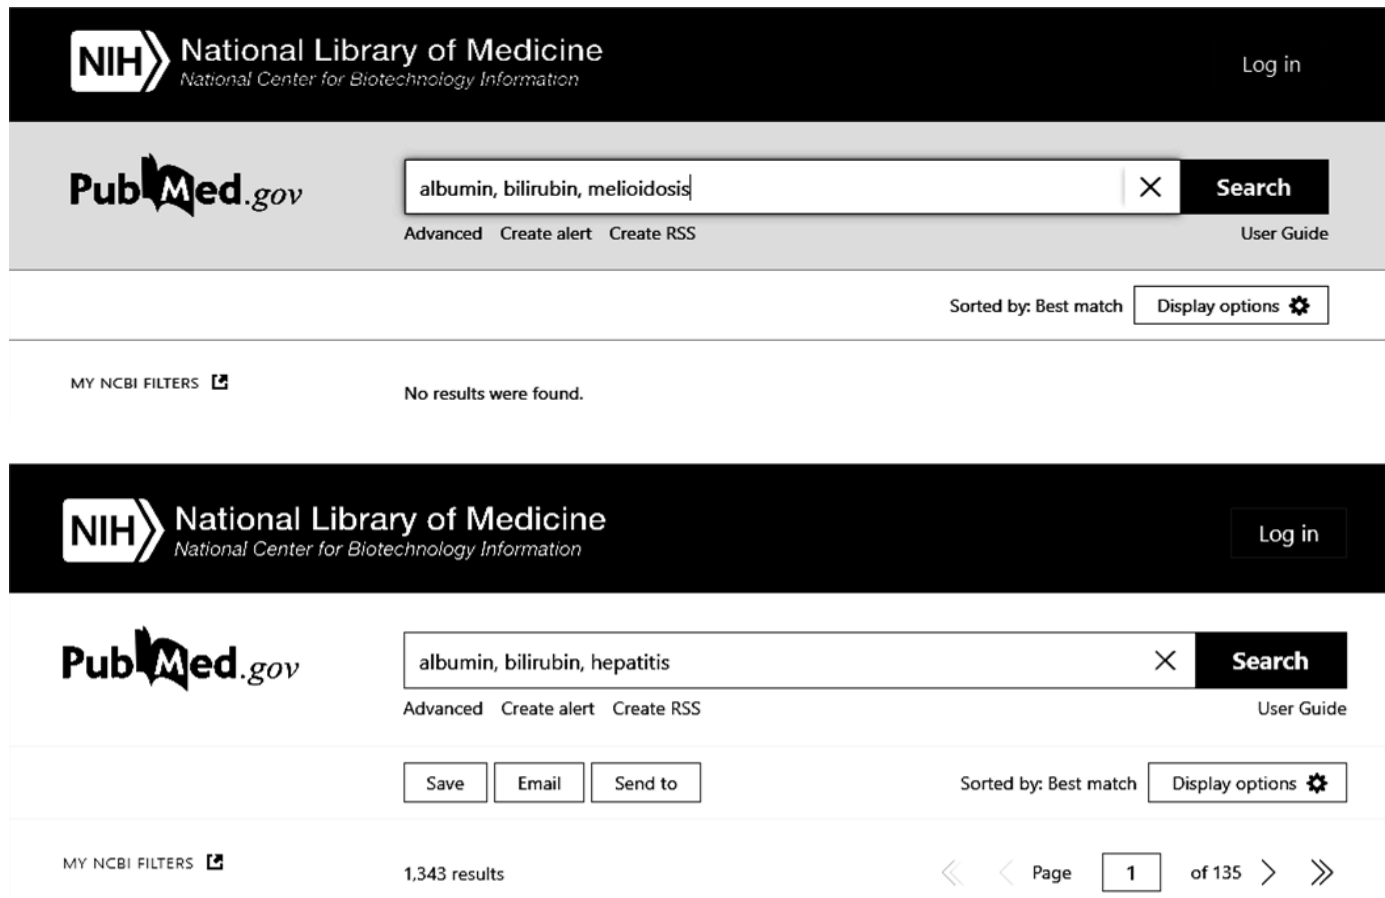 NIH National Library of Medicine
National Center for Biotechnology Information
Log in
PubMed.gov
albumin, bilirubin, melioidosis
Search
Advanced Create alert Create RSS
User Guide
Sorted by: Best match Display options
MY NCBI FILTERS
No results were found.
NIH National Library of Medicine
National Center for Biotechnology Information
Log in
PubMed.gov
albumin, bilirubin, hepatitis
Search
Advanced Create alert Create RSS
User Guide
Save Email Send to
Sorted by: Best match Display options
MY NCBI FILTERS
1,343 results
Page 1 of 135